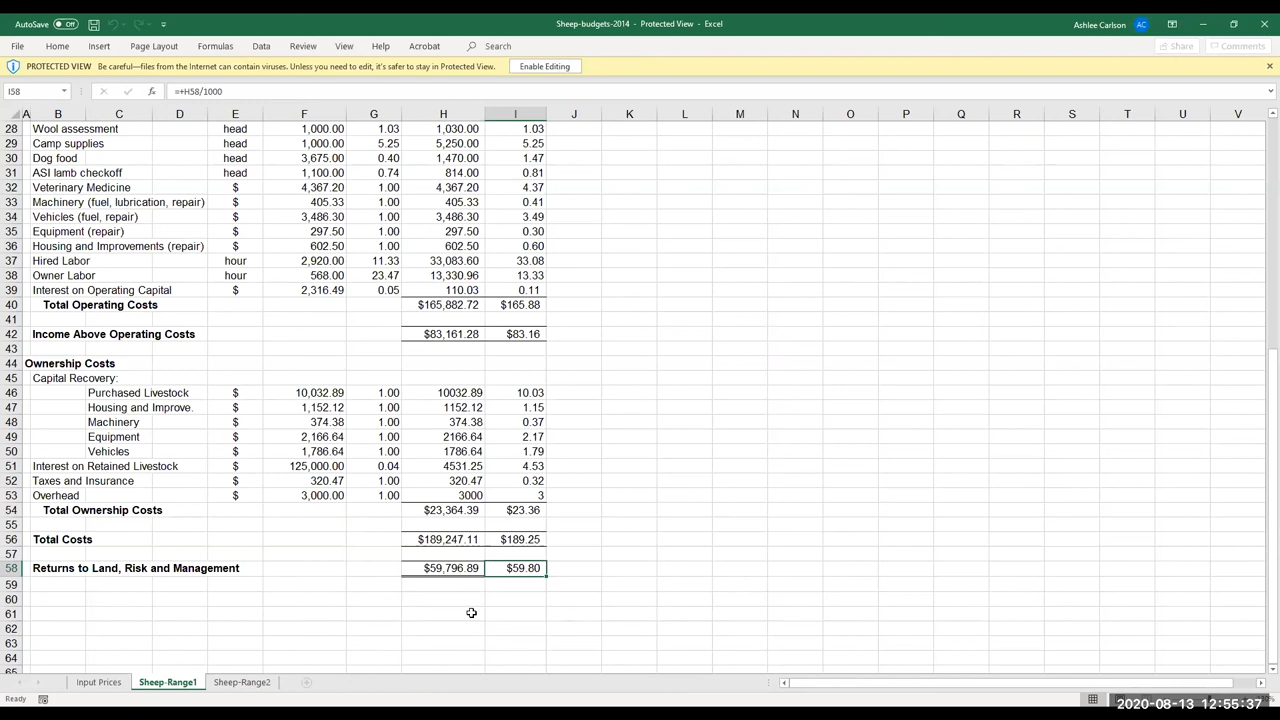 AutoSave Off
Sheep-budgets-2014 - Protected View - Excel
Ashlee Carlson AC
File Home Insert Page Layout Formulas Data Review View Help Acrobat Search Share Comments
PROTECTED VIEW Be careful—files from the Internet can contain viruses. Unless you need to edit, it's safer to stay in Protected View. Enable Editing
I58 fx =+H58/1000
A B C D E F G H I J K L M N O P Q R S T U V
28 Wool assessment head 1,000.00 1.03 1,030.00 1.03
29 Camp supplies head 1,000.00 5.25 5,250.00 5.25
30 Dog food head 3,675.00 0.40 1,470.00 1.47
31 ASI lamb checkoff head 1,100.00 0.74 814.00 0.81
32 Veterinary Medicine $ 4,367.20 1.00 4,367.20 4.37
33 Machinery (fuel, lubrication, repair) $ 405.33 1.00 405.33 0.41
34 Vehicles (fuel, repair) $ 3,486.30 1.00 3,486.30 3.49
35 Equipment (repair) $ 297.50 1.00 297.50 0.30
36 Housing and Improvements (repair) $ 602.50 1.00 602.50 0.60
37 Hired Labor hour 2,920.00 11.33 33,083.60 33.08
38 Owner Labor hour 568.00 23.47 13,330.96 13.33
39 Interest on Operating Capital $ 2,316.49 0.05 110.03 0.11
40 Total Operating Costs $165,882.72 $165.88
41
42 Income Above Operating Costs $83,161.28 $83.16
43
44 Ownership Costs
45 Capital Recovery:
46 Purchased Livestock $ 10,032.89 1.00 10032.89 10.03
47 Housing and Improve. $ 1,152.12 1.00 1152.12 1.15
48 Machinery $ 374.38 1.00 374.38 0.37
49 Equipment $ 2,166.64 1.00 2166.64 2.17
50 Vehicles $ 1,786.64 1.00 1786.64 1.79
51 Interest on Retained Livestock $ 125,000.00 0.04 4531.25 4.53
52 Taxes and Insurance $ 320.47 1.00 320.47 0.32
53 Overhead $ 3,000.00 1.00 3000 3
54 Total Ownership Costs $23,364.39 $23.36
55
56 Total Costs $189,247.11 $189.25
57
58 Returns to Land, Risk and Management $59,796.89 $59.80
59
60
61
62
63
64
65
Input Prices Sheep-Range1 Sheep-Range2
Ready
2020-08-13 12:55:37